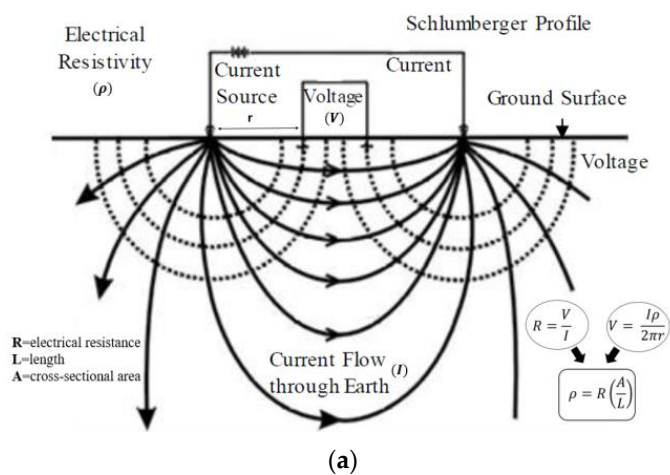 Electrical
Resistivity
(ρ)
Schlumberger Profile
Current
Source
r
Current
Voltage
(V)
Ground Surface
Voltage
R=electrical resistance
L=length
A=cross-sectional area
Current Flow (I)
through Earth
R = V/I
V = Iρ/2πr
ρ = R(A/L)
(a)